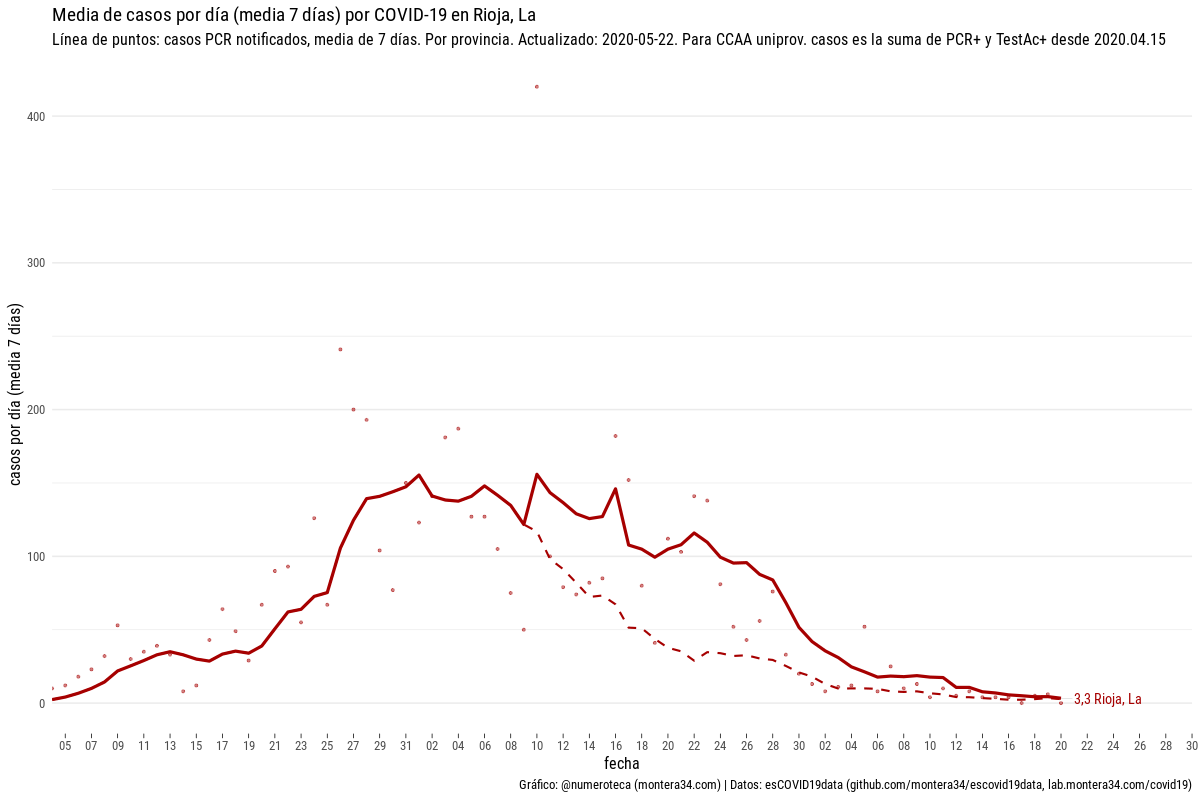 Media de casos por día (media 7 días) por COVID-19 en Rioja, La
Línea de puntos: casos PCR notificados, media de 7 días. Por provincia. Actualizado: 2020-05-22. Para CCAA uniprov. casos es la suma de PCR+ y TestAc+ desde 2020.04.15
casos por día (media 7 días)
400
300
200
100
0
3,3 Rioja, La
05 07 09 11 13 15 17 19 21 23 25 27 29 31 02 04 06 08 10 12 14 16 18 20 22 24 26 28 30 02 04 06 08 10 12 14 16 18 20 22 24 26 28 30
fecha
Gráfico: @numeroteca (montera34.com) | Datos: esCOVID19data (github.com/montera34/escovid19data, lab.montera34.com/covid19)